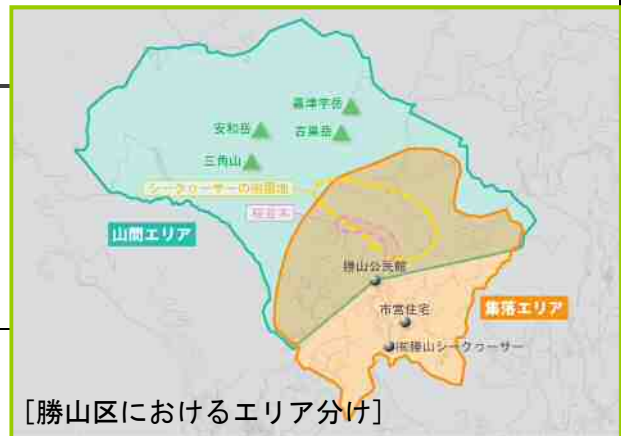 嘉津宇岳
安和岳
古巣岳
三角山
シークヮーサーの樹園地
桜並木
山間エリア
勝山公民館
市営住宅
集落エリア
㈲勝山シークヮーサー
[勝山区におけるエリア分け]